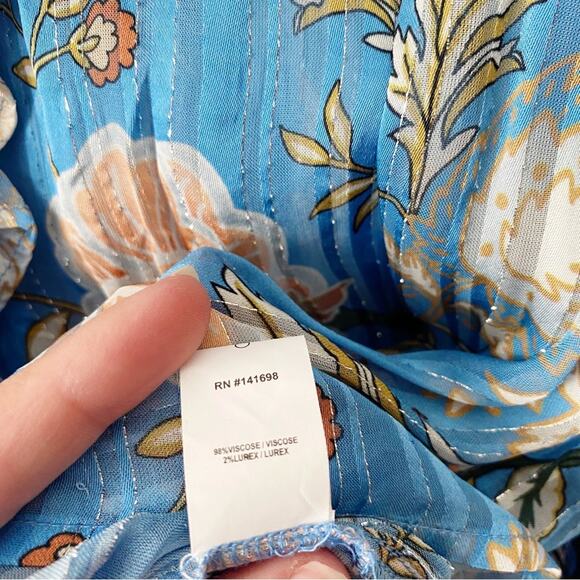 RN #141698
98%VISCOSE / VISCOSE
2%LUREX / LUREX